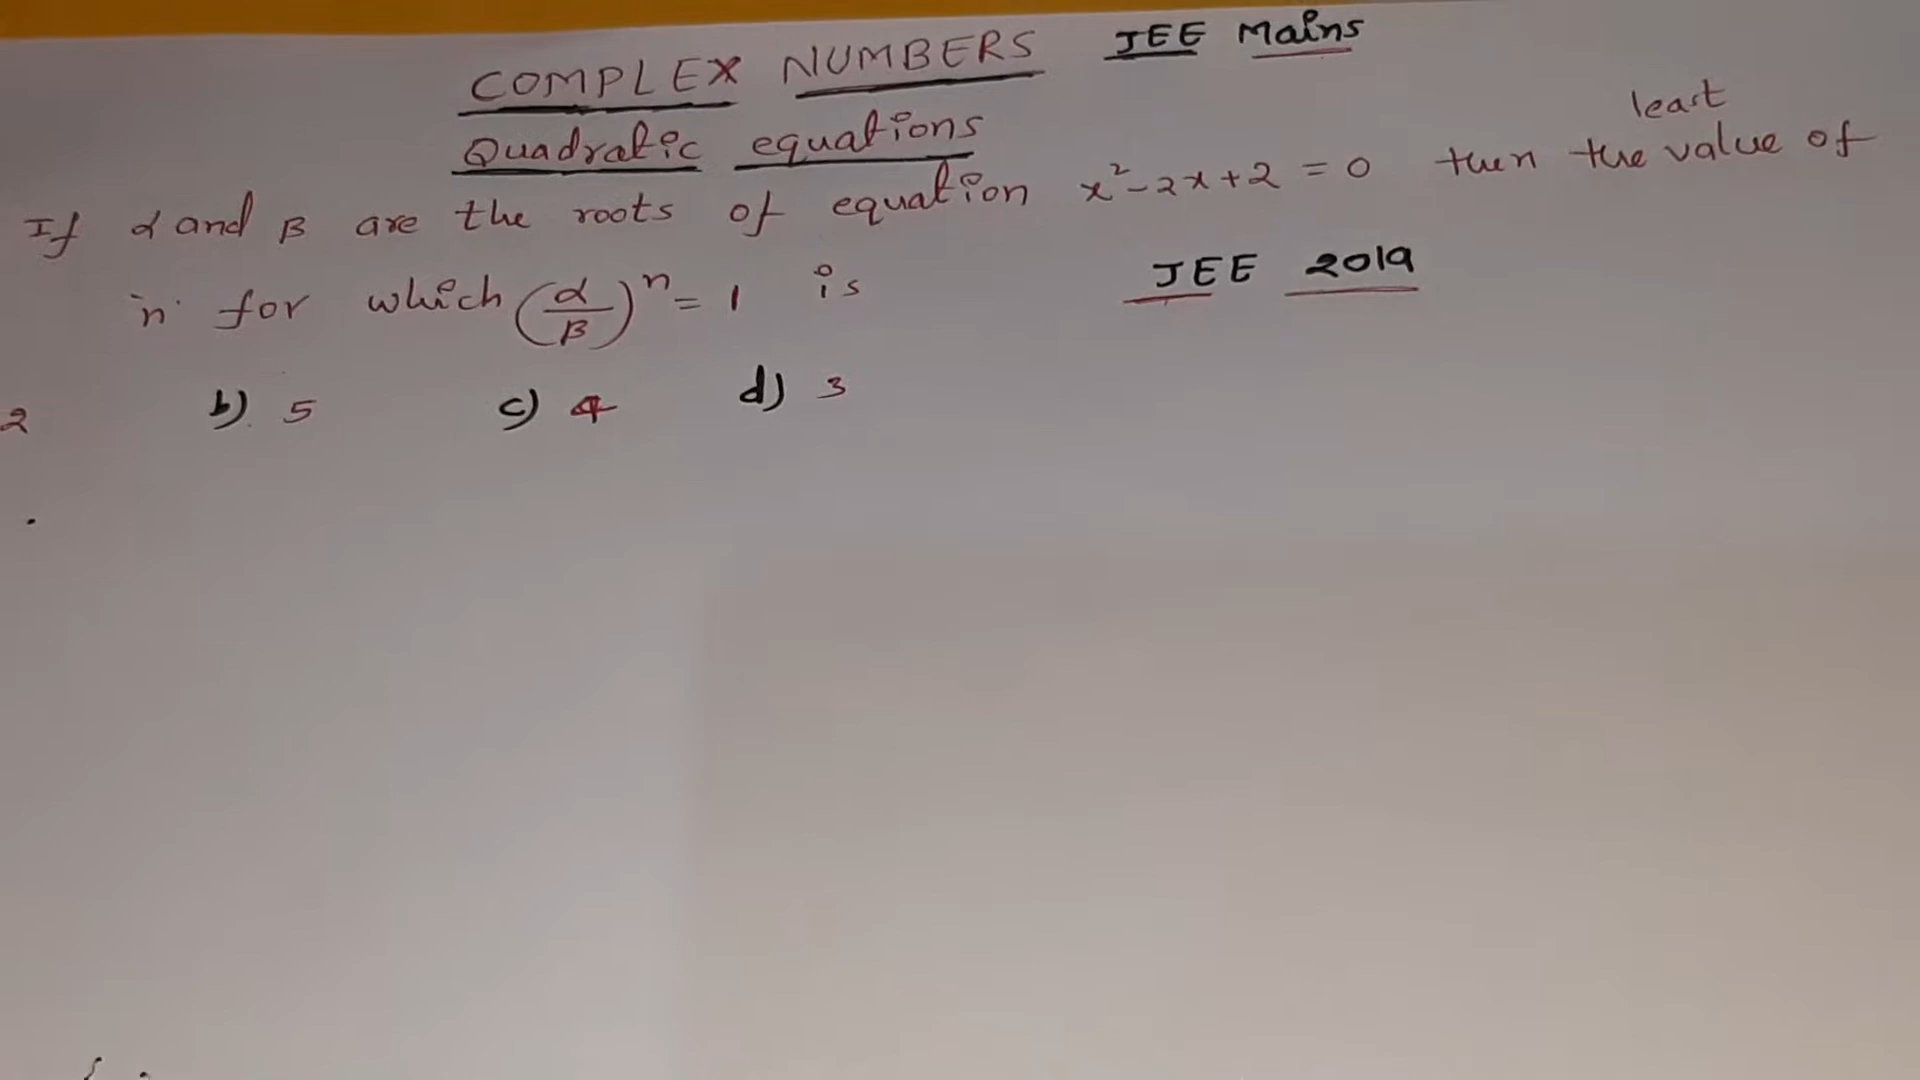 COMPLEX NUMBERS JEE Mains
Quadratic equations
least
If α and β are the roots of equation x²-2x+2 = 0 then the value of
'n' for which (α/β)ⁿ = 1 is
JEE 2019
2 b) 5 c) 4 d) 3